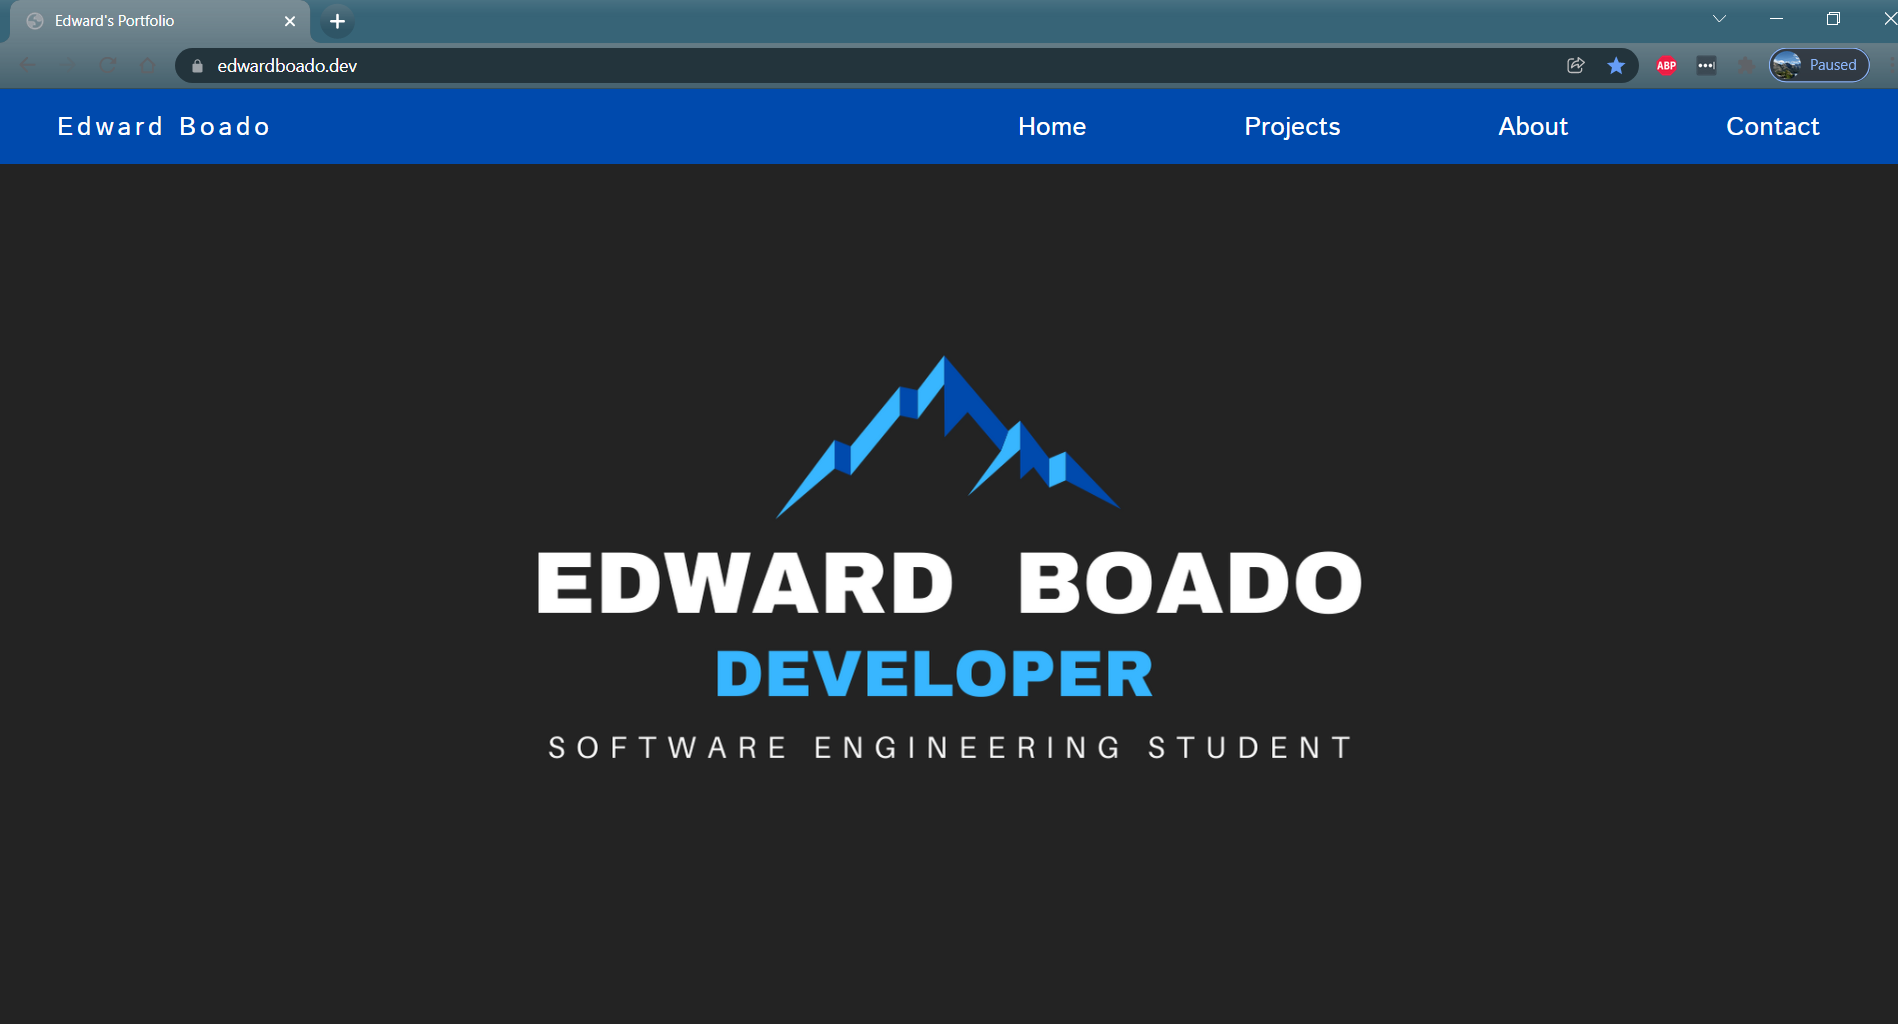 Edward's Portfolio
edwardboado.dev
ABP
Paused
Edward Boado
Home
Projects
About
Contact
EDWARD BOADO
DEVELOPER
SOFTWARE ENGINEERING STUDENT